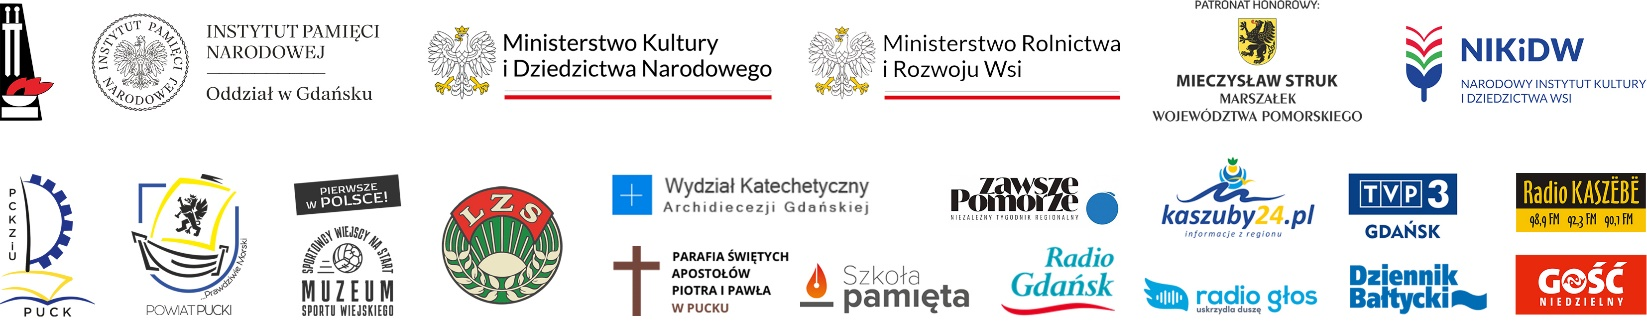 INSTYTUT PAMIĘCI NARODOWEJ
INSTYTUT PAMIĘCI
NARODOWEJ
Oddział w Gdańsku
Ministerstwo Kultury
i Dziedzictwa Narodowego
Ministerstwo Rolnictwa
i Rozwoju Wsi
PATRONAT HONOROWY:
MIECZYSŁAW STRUK
MARSZAŁEK
WOJEWÓDZTWA POMORSKIEGO
NIKiDW
NARODOWY INSTYTUT KULTURY
I DZIEDZICTWA WSI
PCKZiU
PUCK
...Prawdziwie Morski
POWIAT PUCKI
PIERWSZE
W POLSCE!
SPORTOWCY WIEJSCY NA START
MUZEUM
SPORTU WIEJSKIEGO
LZS
Wydział Katechetyczny
Archidiecezji Gdańskiej
PARAFIA ŚWIĘTYCH
APOSTOŁÓW
PIOTRA I PAWŁA
W PUCKU
Szkoła
pamięta
zawsze
Pomorze
NIEZALEŻNY TYGODNIK REGIONALNY
Radio
Gdańsk
kaszuby24.pl
informacje z regionu
radio głos
uskrzydla duszę
TVP3
GDAŃSK
Dziennik
Bałtycki
Radio KASZËBË
98,9 FM 92,3 FM 90,1 FM
GOŚĆ
NIEDZIELNY